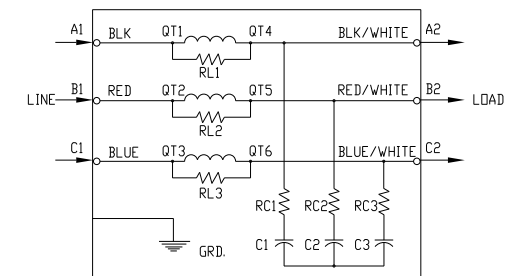 A1 BLK QT1 QT4 BLK/WHITE A2
RL1
B1 RED QT2 QT5 RED/WHITE B2
LINE LOAD
RL2
C1 BLUE QT3 QT6 BLUE/WHITE C2
RL3
RC1 RC2 RC3
C1 C2 C3
GRD.